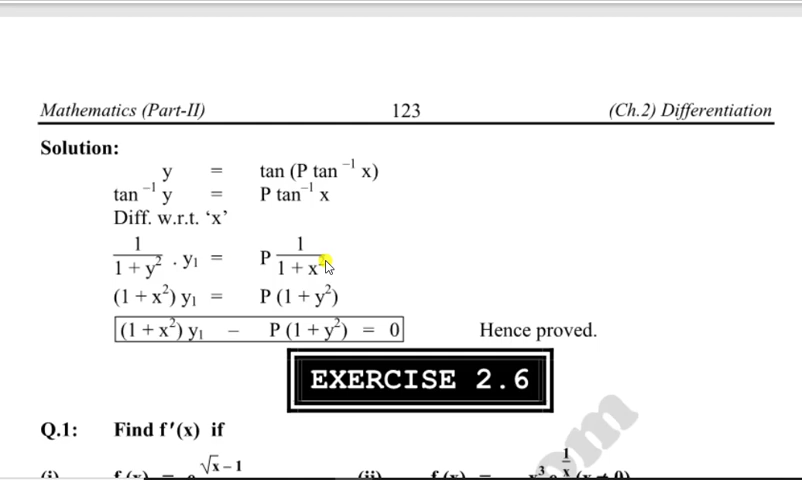 Mathematics (Part-II) 123 (Ch.2) Differentiation
Solution:
y = tan (P tan⁻¹ x)
tan⁻¹ y = P tan⁻¹ x
Diff. w.r.t. ‘x’
1/(1 + y²) . y₁ = P 1/(1 + x²)
(1 + x²) y₁ = P (1 + y²)
(1 + x²) y₁ − P (1 + y²) = 0 Hence proved.
EXERCISE 2.6
Q.1: Find f′(x) if
√x − 1